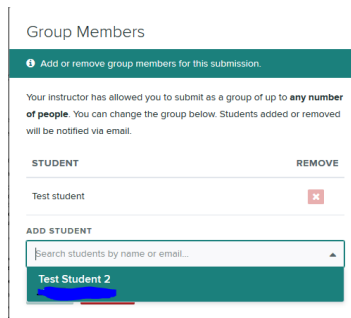 Group Members
Add or remove group members for this submission.
Your instructor has allowed you to submit as a group of up to any number
of people. You can change the group below. Students added or removed
will be notified via email.
STUDENT REMOVE
Test student
ADD STUDENT
Search students by name or email...
Test Student 2